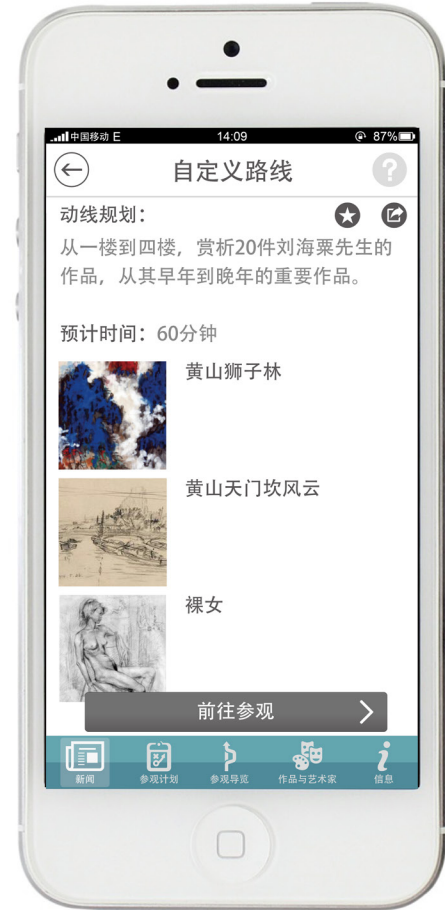 中国移动 E 14:09 87%
自定义路线
?
动线规划：
从一楼到四楼，赏析20件刘海粟先生的
作品，从其早年到晚年的重要作品。
预计时间：60分钟
黄山狮子林
黄山天门坎风云
裸女
前往参观
新闻 参观计划 参观导览 作品与艺术家 信息